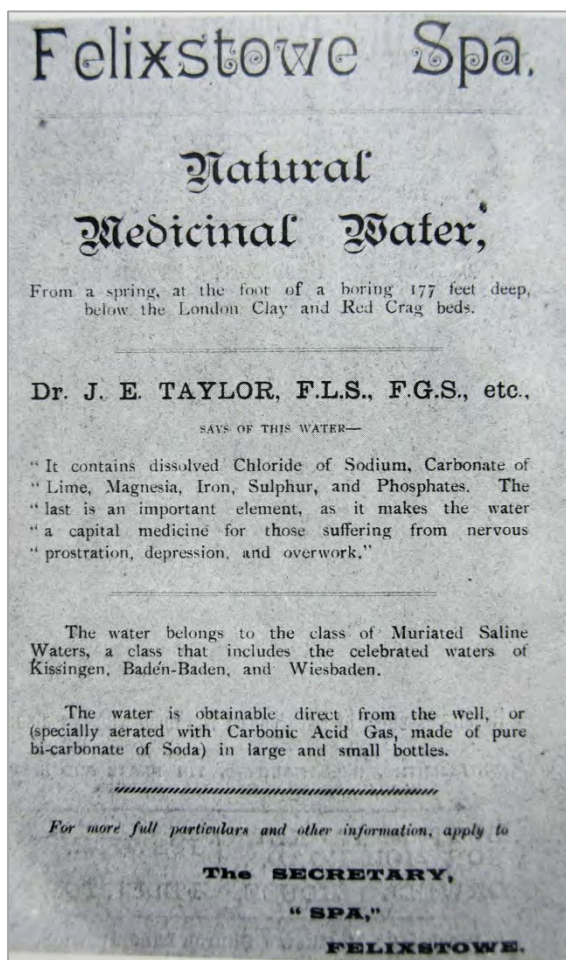 Felixstowe Spa.
Natural
Medicinal Water,
From a spring, at the foot of a boring 177 feet deep,
below the London Clay and Red Crag beds.
Dr. J. E. TAYLOR, F.L.S., F.G.S., etc.,
SAYS OF THIS WATER—
" It contains dissolved Chloride of Sodium, Carbonate of
" Lime, Magnesia, Iron, Sulphur, and Phosphates. The
" last is an important element, as it makes the water
" a capital medicine for those suffering from nervous
" prostration, depression, and overwork."
The water belongs to the class of Muriated Saline
Waters, a class that includes the celebrated waters of
Kissingen, Baden-Baden, and Wiesbaden.
The water is obtainable direct from the well, or
(specially aerated with Carbonic Acid Gas, made of pure
bi-carbonate of Soda) in large and small bottles.
For more full particulars and other information, apply to
The SECRETARY,
" SPA,"
FELIXSTOWE.